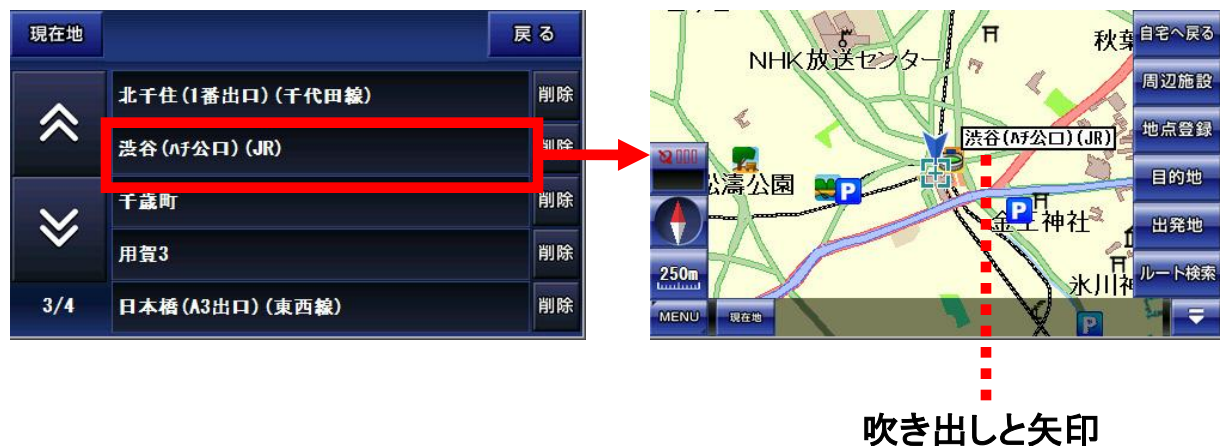 現在地
戻る
北千住(1番出口)(千代田線)
削除
渋谷(ハチ公口)(JR)
削除
千歳町
削除
用賀3
削除
3/4
日本橋(A3出口)(東西線)
削除
NHK放送センター
秋葉
自宅へ戻る
周辺施設
渋谷(ハチ公口)(JR)
地点登録
松濤公園
P
目的地
P
金王神社
出発地
250m
氷川神
ルート検索
MENU
現在地
P
吹き出しと矢印